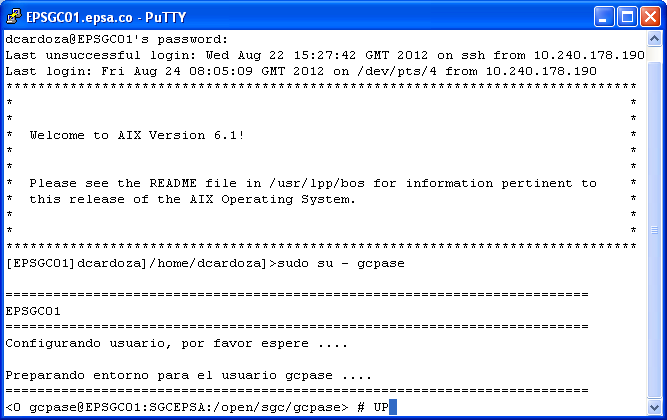 EPSGC01.epsa.co - PuTTY
dcardoza@EPSGC01's password:
Last unsuccessful login: Wed Aug 22 15:27:42 GMT 2012 on ssh from 10.240.178.190
Last login: Fri Aug 24 08:05:09 GMT 2012 on /dev/pts/4 from 10.240.178.190
*******************************************************************************
*                                                                             *
*                                                                             *
*  Welcome to AIX Version 6.1!                                                *
*                                                                             *
*                                                                             *
*  Please see the README file in /usr/lpp/bos for information pertinent to    *
*  this release of the AIX Operating System.                                  *
*                                                                             *
*                                                                             *
*******************************************************************************
[EPSGC01]dcardoza]/home/dcardoza]>sudo su - gcpase
=========================================================================
EPSGC01
=========================================================================
Configurando usuario, por favor espere ....
Preparando entorno para el usuario gcpase ....
=========================================================================
<O gcpase@EPSGC01:SGCEPSA:/open/sgc/gcpase> # UP